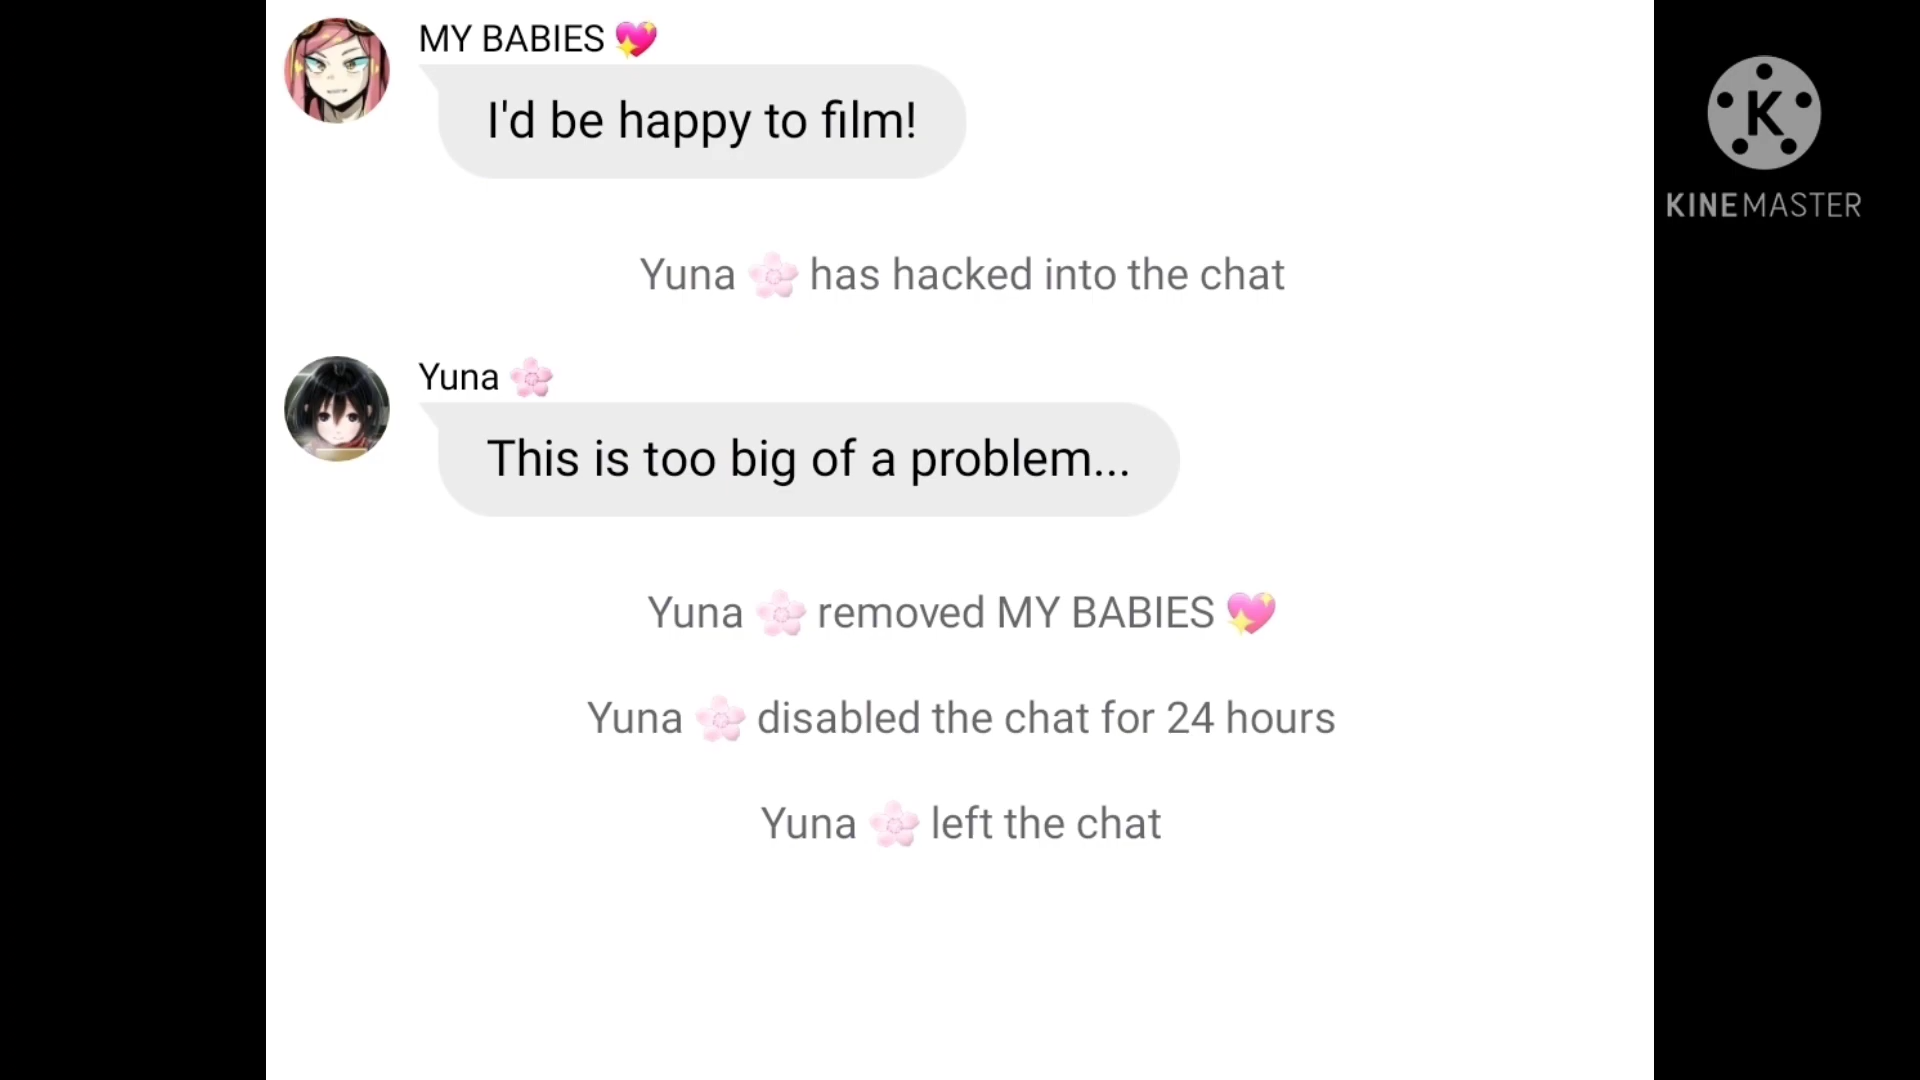 MY BABIES 💖
I'd be happy to film!
Yuna 🌸 has hacked into the chat
Yuna 🌸
This is too big of a problem...
Yuna 🌸 removed MY BABIES 💖
Yuna 🌸 disabled the chat for 24 hours
Yuna 🌸 left the chat
K
KINEMASTER